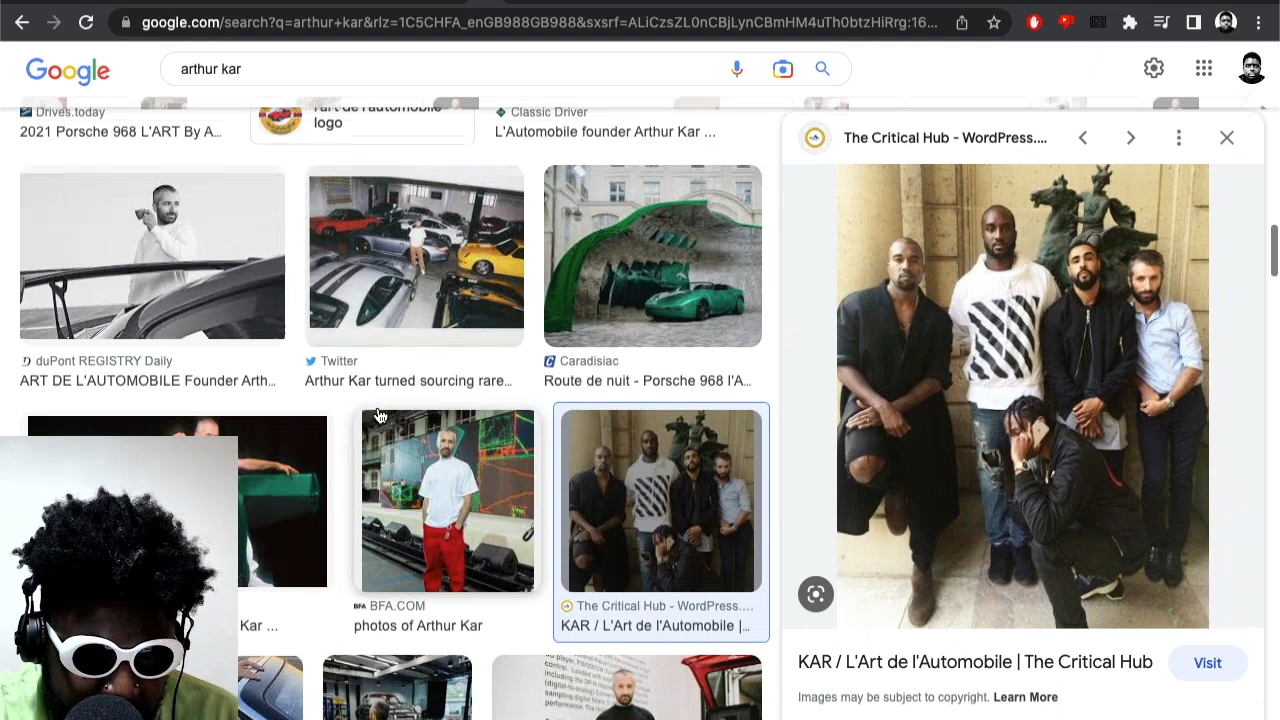 google.com/search?q=arthur+kar&rlz=1C5CHFA_enGB988GB988&sxsrf=ALiCzsZL0nCBjLynCBmHM4uTh0btzHiRrg:16...
Google
arthur kar
Drives.today
2021 Porsche 968 L'ART By A...
l'art de l'automobile
logo
Classic Driver
L'Automobile founder Arthur Kar ...
The Critical Hub - WordPress....
duPont REGISTRY Daily
ART DE L'AUTOMOBILE Founder Arth...
Twitter
Arthur Kar turned sourcing rare...
Caradisiac
Route de nuit - Porsche 968 l'A...
Kar ...
BFA BFA.COM
photos of Arthur Kar
The Critical Hub - WordPress....
KAR / L'Art de l'Automobile |...
KAR / L'Art de l'Automobile | The Critical Hub
Visit
Images may be subject to copyright. Learn More